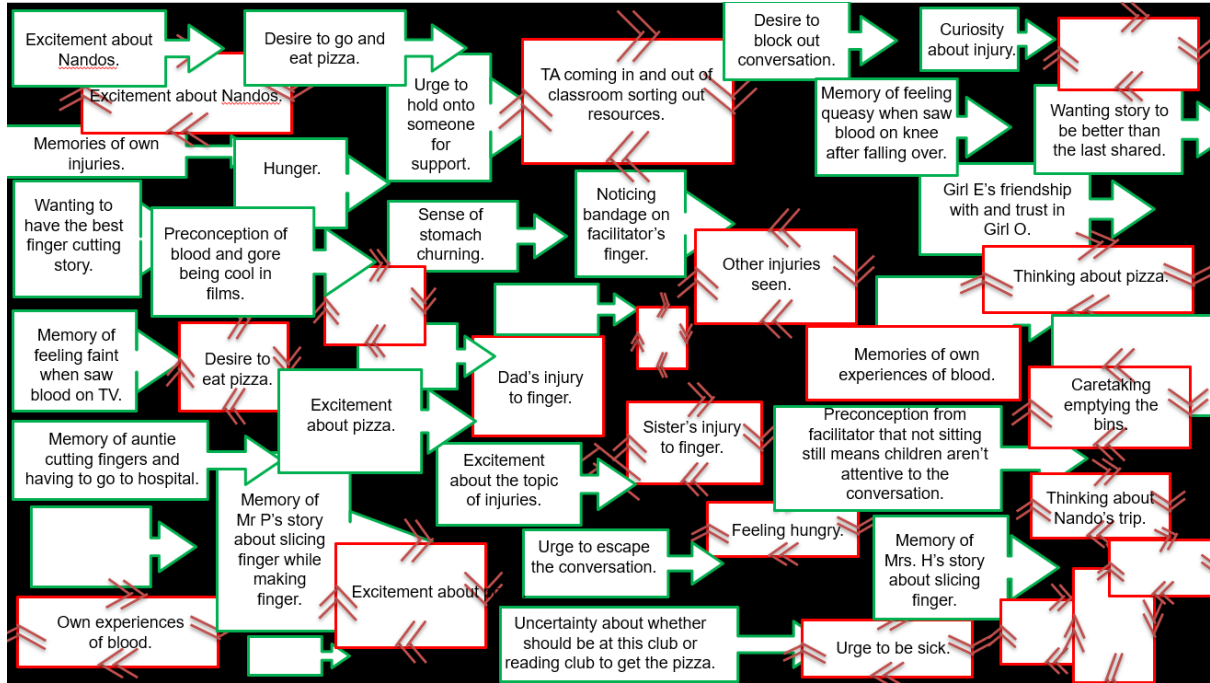 Excitement about
Nandos.
Desire to go and
eat pizza.
Excitement about Nandos.
Urge to
hold onto
someone
for
support.
TA coming in and out of
classroom sorting out
resources.
Desire to
block out
conversation.
Curiosity
about injury.
Memory of feeling
queasy when saw
blood on knee
after falling over.
Wanting story to
be better than
the last shared.
Memories of own
injuries.
Hunger.
Wanting to
have the best
finger cutting
story.
Preconception of
blood and gore
being cool in
films.
Sense of
stomach
churning.
Noticing
bandage on
facilitator's
finger.
Girl E's friendship
with and trust in
Girl O.
Other injuries
seen.
Thinking about pizza.
Memory of
feeling faint
when saw
blood on TV.
Desire to
eat pizza.
Excitement
about pizza.
Dad's injury
to finger.
Memories of own
experiences of blood.
Caretaking
emptying the
bins.
Sister's injury
to finger.
Preconception from
facilitator that not sitting
still means children aren't
attentive to the
conversation.
Memory of auntie
cutting fingers and
having to go to hospital.
Excitement
about the topic
of injuries.
Memory of
Mr P's story
about slicing
finger while
making
finger.
Thinking about
Nando's trip.
Feeling hungry.
Urge to escape
the conversation.
Memory of
Mrs. H's story
about slicing
finger.
Excitement about
Own experiences
of blood.
Uncertainty about whether
should be at this club or
reading club to get the pizza.
Urge to be sick.